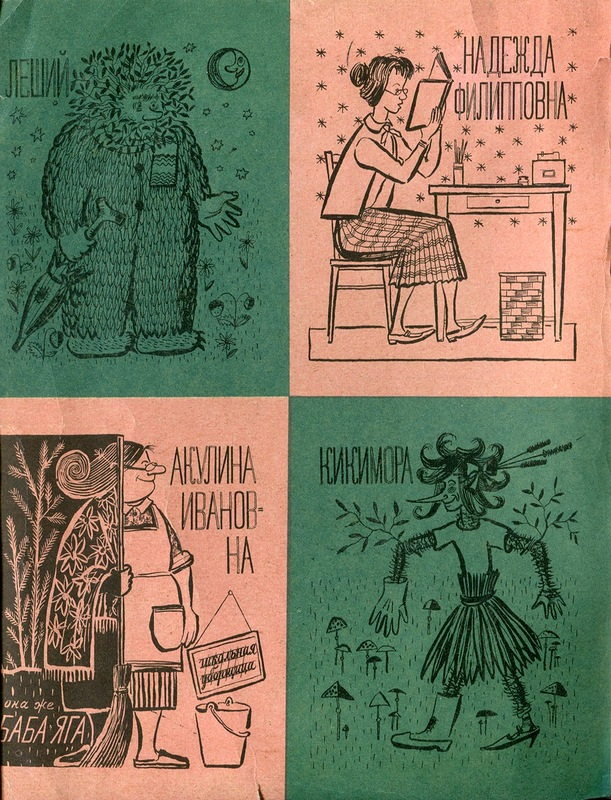 ЛЕШИЙ
НАДЕЖДА
ФИЛИППОВНА
АКУЛИНА
ИВАНОВ-
НА
школьная
уборщица
она же
БАБА-ЯГА
КИКИМОРА